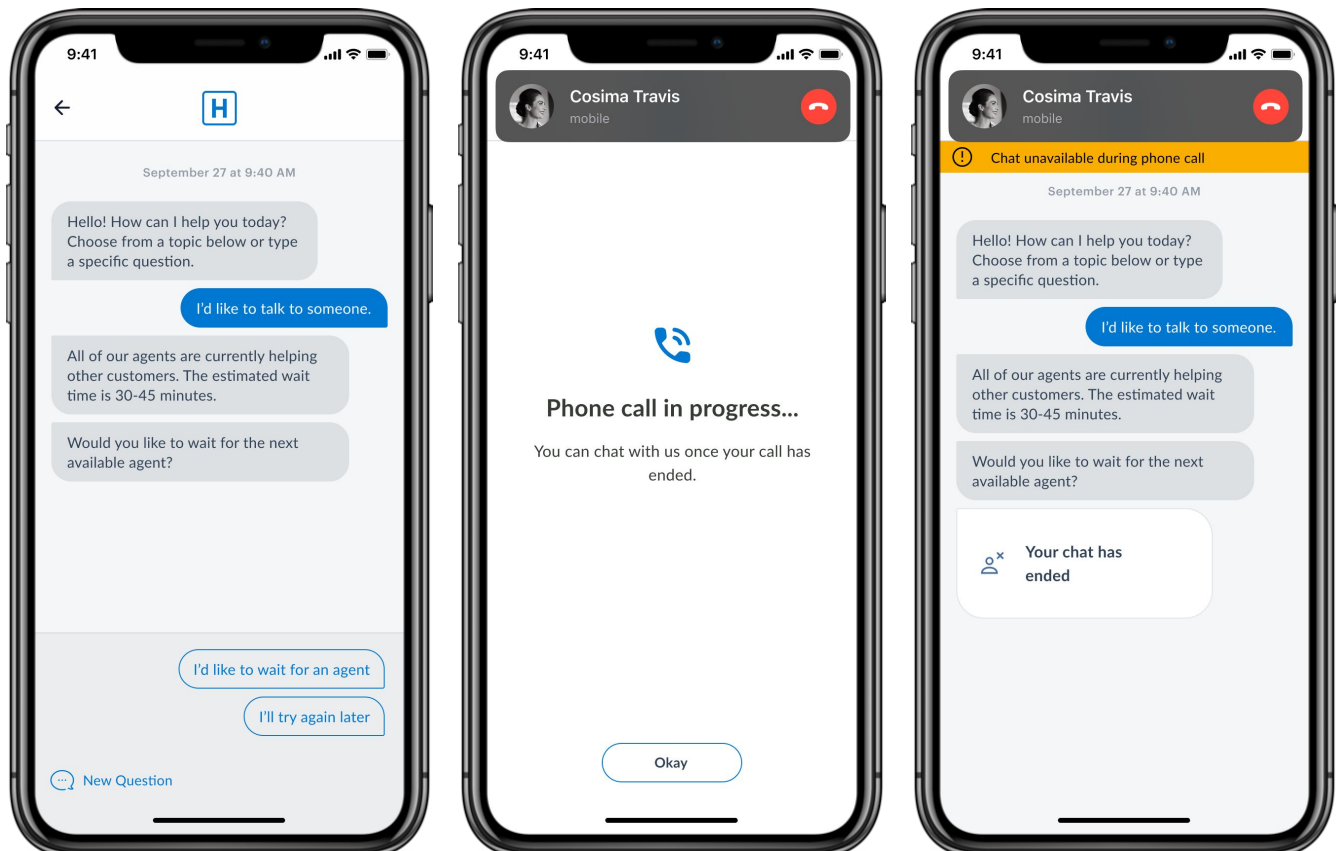 9:41
H
September 27 at 9:40 AM
Hello! How can I help you today?
Choose from a topic below or type
a specific question.
I'd like to talk to someone.
All of our agents are currently helping
other customers. The estimated wait
time is 30-45 minutes.
Would you like to wait for the next
available agent?
I'd like to wait for an agent
I'll try again later
New Question
9:41
Cosima Travis
mobile
Phone call in progress...
You can chat with us once your call has
ended.
Okay
9:41
Cosima Travis
mobile
Chat unavailable during phone call
September 27 at 9:40 AM
Hello! How can I help you today?
Choose from a topic below or type
a specific question.
I'd like to talk to someone.
All of our agents are currently helping
other customers. The estimated wait
time is 30-45 minutes.
Would you like to wait for the next
available agent?
Your chat has
ended